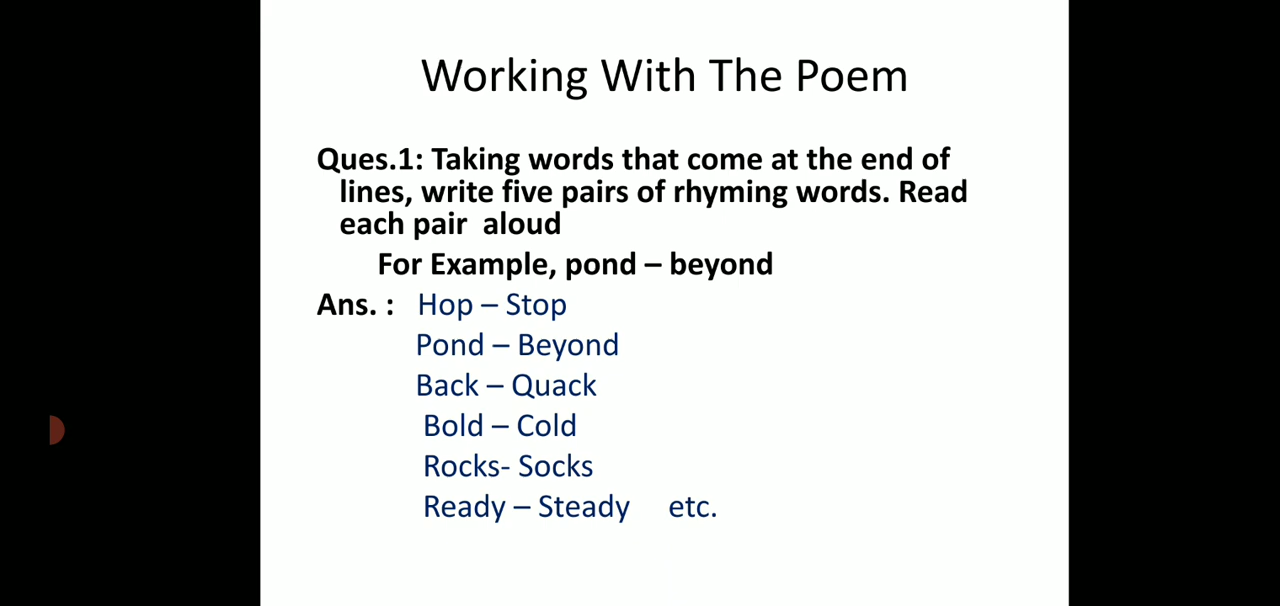 Working With The Poem
Ques.1: Taking words that come at the end of
lines, write five pairs of rhyming words. Read
each pair  aloud
For Example, pond – beyond
Ans. :   Hop – Stop
Pond – Beyond
Back – Quack
Bold – Cold
Rocks- Socks
Ready – Steady     etc.